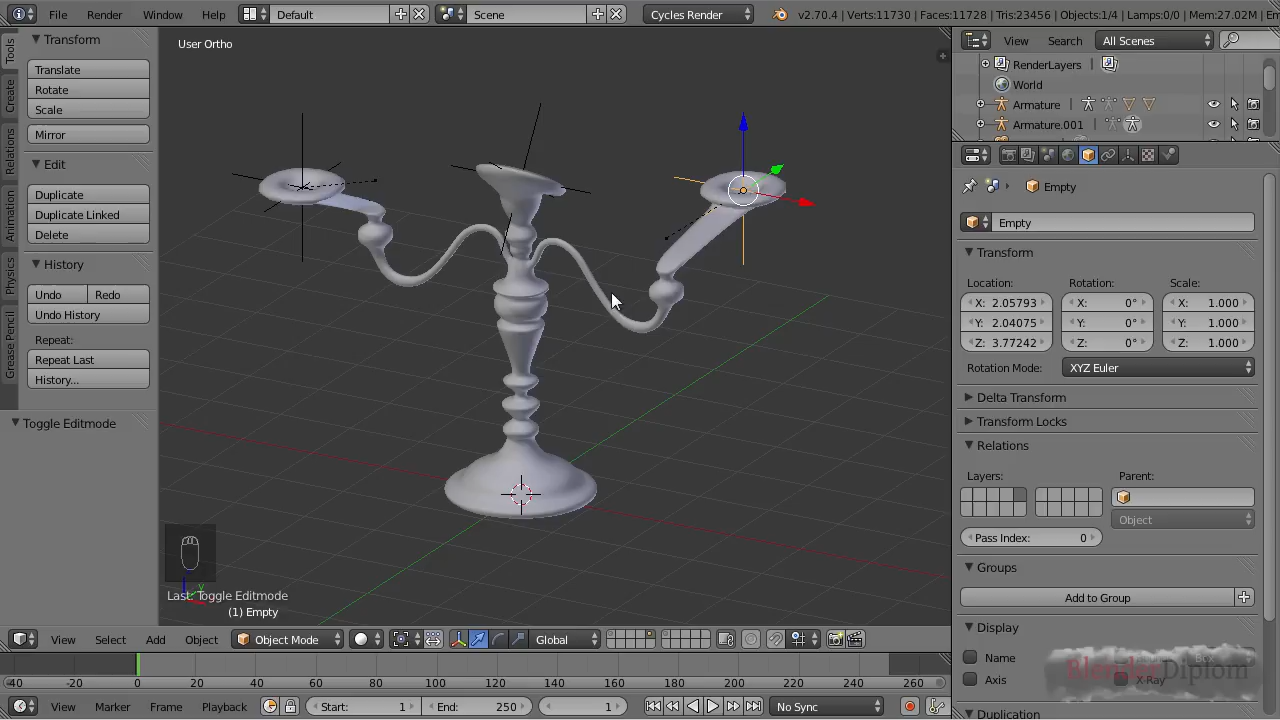 File Render Window Help Default Scene Cycles Render v2.70.4 | Verts:11730 | Faces:11728 | Tris:23456 | Objects:1/4 | Lamps:0/0 | Mem:27.02M | Empt
Tools
Create
Relations
Animation
Physics
Grease Pencil
Transform
Translate
Rotate
Scale
Mirror
Edit
Duplicate
Duplicate Linked
Delete
History
Undo Redo
Undo History
Repeat:
Repeat Last
History...
Toggle Editmode
User Ortho
Last: Toggle Editmode
(1) Empty
View Select Add Object Object Mode Global
-40 -20 0 20 40 60 80 100 120 140 160 180 200 220 240 260
View Marker Frame Playback Start: 1 End: 250 1 No Sync
View Search All Scenes
RenderLayers
World
Armature
Armature.001
Empty
Empty
Transform
Location: Rotation: Scale:
X: 2.05793 X: 0° X: 1.000
Y: 2.04075 Y: 0° Y: 1.000
Z: 3.77242 Z: 0° Z: 1.000
Rotation Mode: XYZ Euler
Delta Transform
Transform Locks
Relations
Layers: Parent:
Object
Pass Index: 0
Groups
Add to Group
Display
Name Box
Axis X-Ray
BlenderDiplom
Duplication